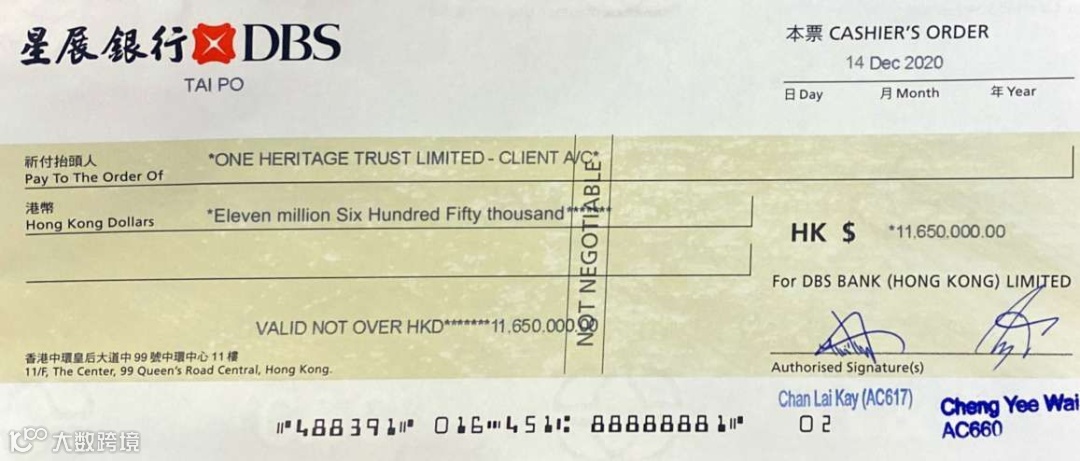 星展銀行 DBS
TAI PO
本票 CASHIER'S ORDER
14 Dec 2020
日 Day 月 Month 年 Year
祈付抬頭人
Pay To The Order Of
*ONE HERITAGE TRUST LIMITED - CLIENT A/C*
港幣
Hong Kong Dollars
*Eleven million Six Hundred Fifty thousand*******
HK $ *11,650,000.00
NOT NEGOTIABLE
For DBS BANK (HONG KONG) LIMITED
VALID NOT OVER HKD*******11,650,000.00
香港中環皇后大道中99號中環中心11樓
11/F, The Center, 99 Queen's Road Central, Hong Kong.
Authorised Signature(s)
Chan Lai Kay (AC617)
Cheng Yee Wai
AC660
⑈488391⑈ 016⑉451⑆ 88888881⑈ 02
大数跨境